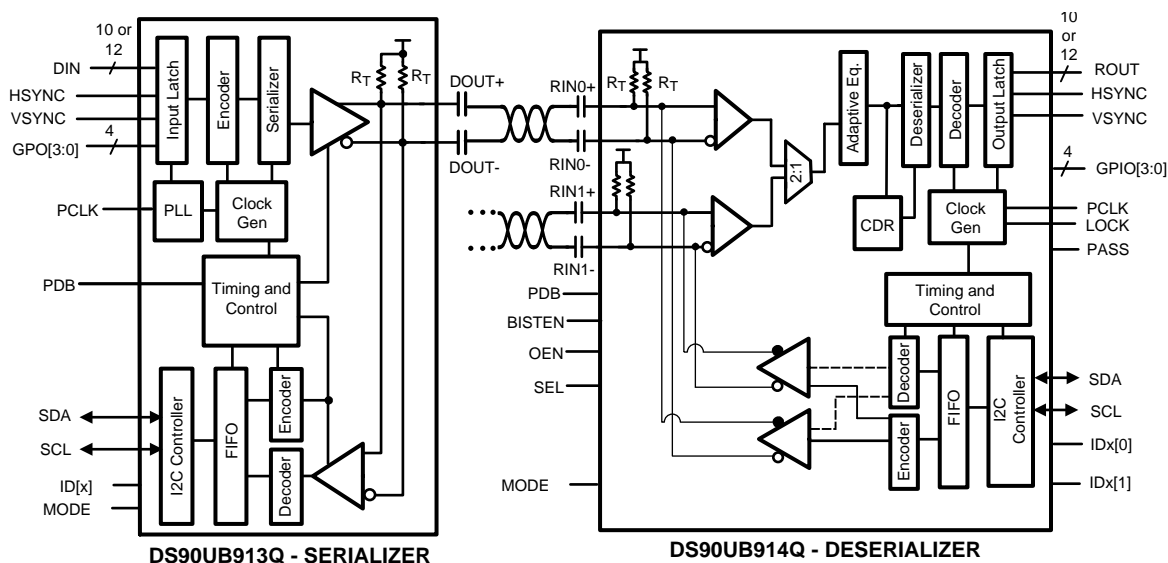 10 or
12
DIN
HSYNC
VSYNC
4
GPO[3:0]
PCLK
PDB
SDA
SCL
ID[x]
MODE
Input Latch
Encoder
Serializer
PLL
Clock
Gen
Timing and
Control
I2C Controller
FIFO
Encoder
Decoder
RT
RT
DOUT+
DOUT-
DS90UB913Q - SERIALIZER
RIN0+
RIN0-
RIN1+
RIN1-
PDB
BISTEN
OEN
SEL
MODE
RT
RT
2:1
Adaptive Eq.
CDR
Deserializer
Decoder
Output Latch
Clock
Gen
Timing and
Control
Decoder
Encoder
FIFO
I2C
Controller
10
or
12
ROUT
HSYNC
VSYNC
4
GPIO[3:0]
PCLK
LOCK
PASS
SDA
SCL
IDx[0]
IDx[1]
DS90UB914Q - DESERIALIZER